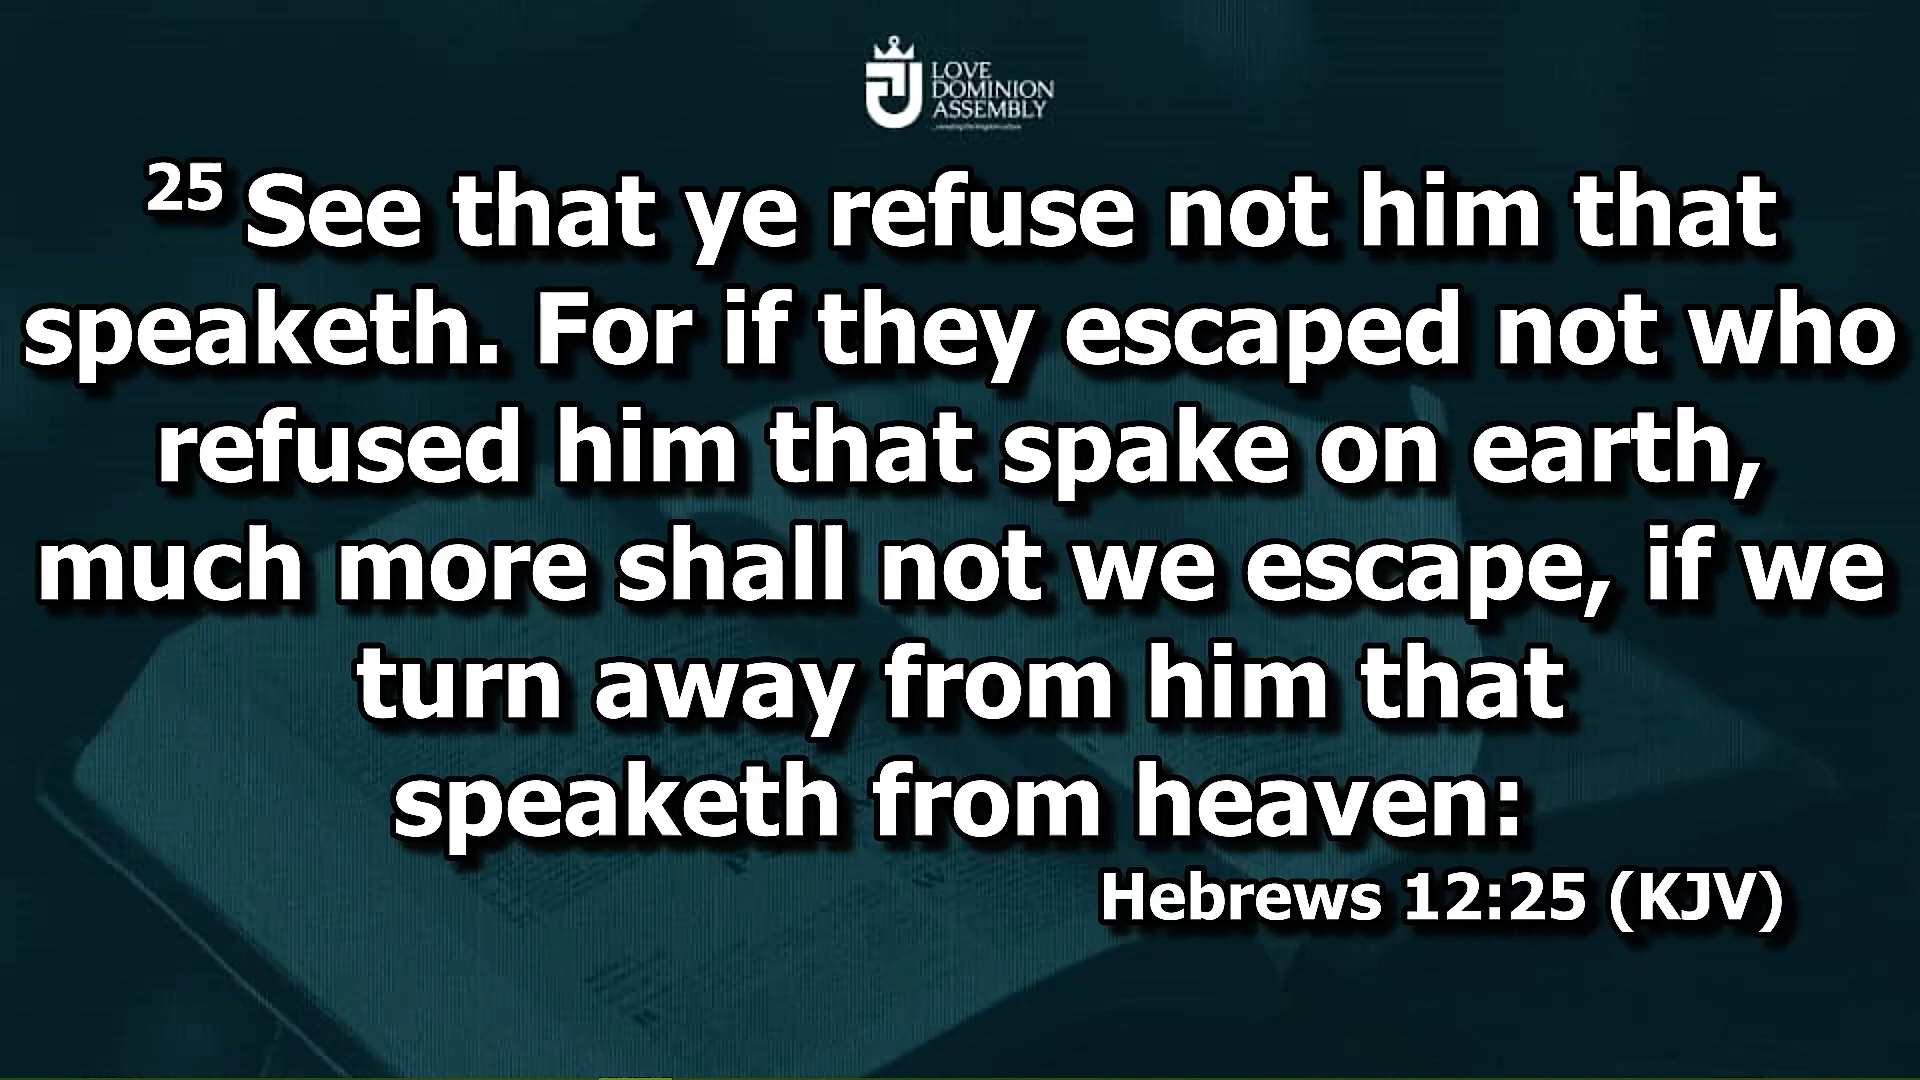 LOVE
DOMINION
ASSEMBLY
25 See that ye refuse not him that
speaketh. For if they escaped not who
refused him that spake on earth,
much more shall not we escape, if we
turn away from him that
speaketh from heaven:
Hebrews 12:25 (KJV)